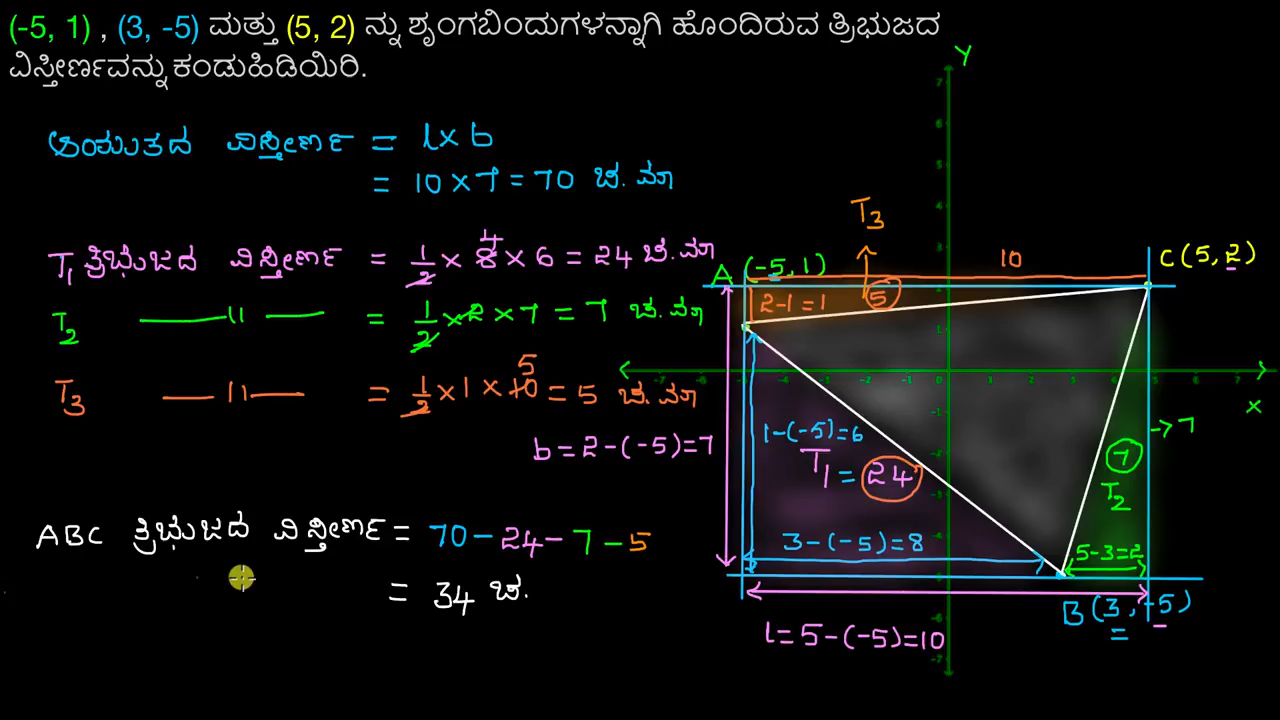 (-5, 1) , (3, -5) ಮತ್ತು (5, 2) ನ್ನು ಶೃಂಗಬಿಂದುಗಳನ್ನಾಗಿ ಹೊಂದಿರುವ ತ್ರಿಭುಜದ
ವಿಸ್ತೀರ್ಣವನ್ನು ಕಂಡುಹಿಡಿಯಿರಿ.
ಆಯತದ ವಿಸ್ತೀರ್ಣ = l × b
= 10 × 7 = 70 ಚ. ಮಾ
T1 ತ್ರಿಭುಜದ ವಿಸ್ತೀರ್ಣ = 1/2 × 8 4 × 6 = 24 ಚ. ಮಾ
T2 —— 11 —— = 1/2 × 2 × 7 = 7 ಚ. ಮಾ
T3 —— 11 —— = 1/2 × 1 × 10 5 = 5 ಚ. ಮಾ
b = 2 - (-5) = 7
ABC ತ್ರಿಭುಜದ ವಿಸ್ತೀರ್ಣ = 70 - 24 - 7 - 5
= 34 ಚ.
Y
T3
A (-5, 1)
10
C (5, 2)
2-1=1
5
1-(-5)=6
T1 = 24
→ 7
7
T2
X
3-(-5)=8
5-3=2
B (3, -5)
l = 5-(-5)=10